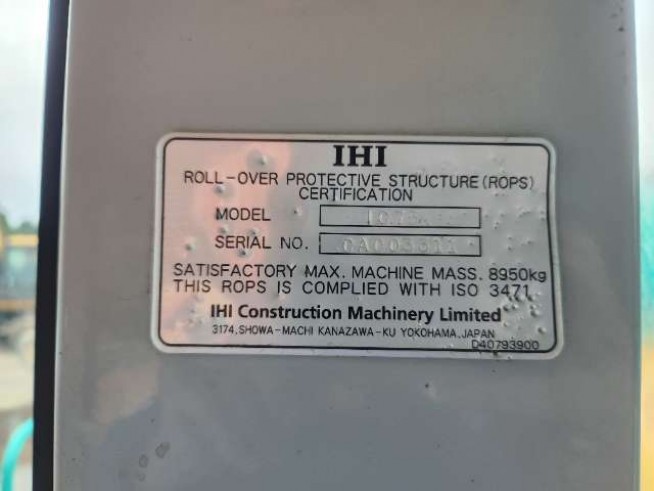 IHI
ROLL-OVER PROTECTIVE STRUCTURE (ROPS)
CERTIFICATION
MODEL
SERIAL NO.
SATISFACTORY MAX. MACHINE MASS. 8950kg
THIS ROPS IS COMPLIED WITH ISO 3471
IHI Construction Machinery Limited
3174,SHOWA-MACHI KANAZAWA-KU YOKOHAMA,JAPAN
D40793900